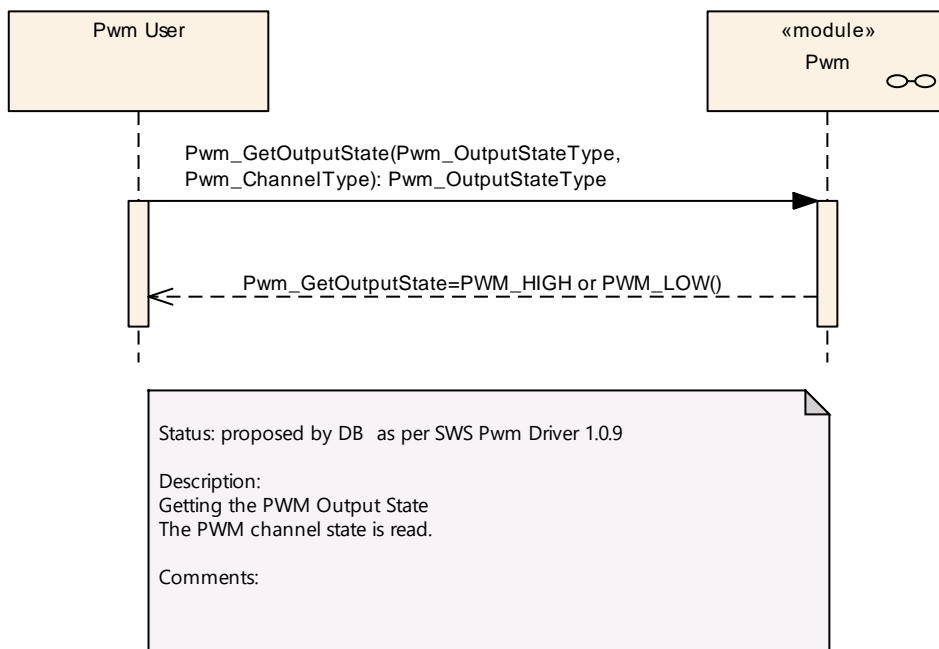 Pwm User
«module»
Pwm
Pwm_GetOutputState(Pwm_OutputStateType,
Pwm_ChannelType): Pwm_OutputStateType
Pwm_GetOutputState=PWM_HIGH or PWM_LOW()
Status: proposed by DB  as per SWS Pwm Driver 1.0.9
Description:
Getting the PWM Output State
The PWM channel state is read.
Comments: